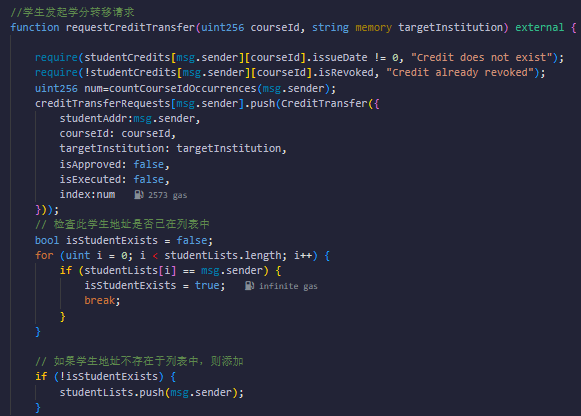 //学生发起学分转移请求
function requestCreditTransfer(uint256 courseId, string memory targetInstitution) external {
require(studentCredits[msg.sender][courseId].issueDate != 0, "Credit does not exist");
require(!studentCredits[msg.sender][courseId].isRevoked, "Credit already revoked");
uint256 num=countCourseIdOccurrences(msg.sender);
creditTransferRequests[msg.sender].push(CreditTransfer({
studentAddr:msg.sender,
courseId: courseId,
targetInstitution: targetInstitution,
isApproved: false,
isExecuted: false,
index:num 2573 gas
}));
// 检查此学生地址是否已在列表中
bool isStudentExists = false;
for (uint i = 0; i < studentLists.length; i++) {
if (studentLists[i] == msg.sender) {
isStudentExists = true; infinite gas
break;
}
}
// 如果学生地址不存在于列表中，则添加
if (!isStudentExists) {
studentLists.push(msg.sender);
}